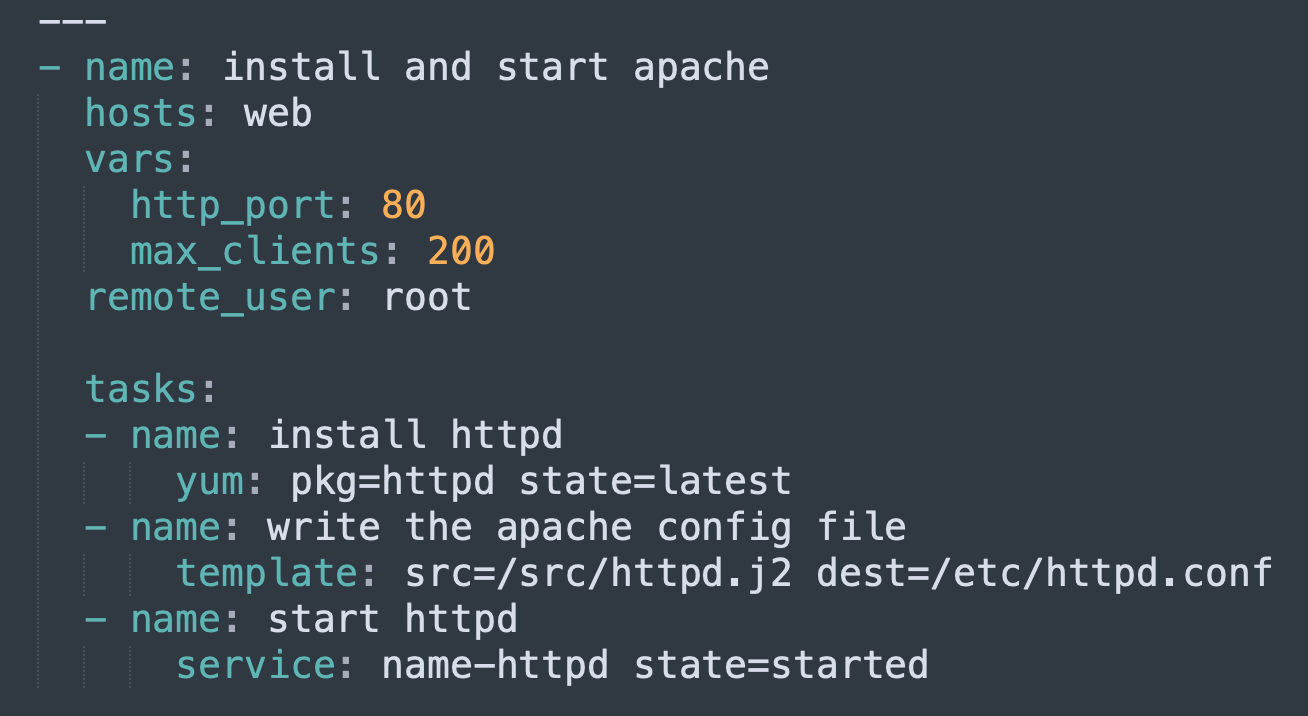 ---
- name: install and start apache
  hosts: web
  vars:
    http_port: 80
    max_clients: 200
  remote_user: root

  tasks:
  - name: install httpd
      yum: pkg=httpd state=latest
  - name: write the apache config file
      template: src=/src/httpd.j2 dest=/etc/httpd.conf
  - name: start httpd
      service: name-httpd state=started